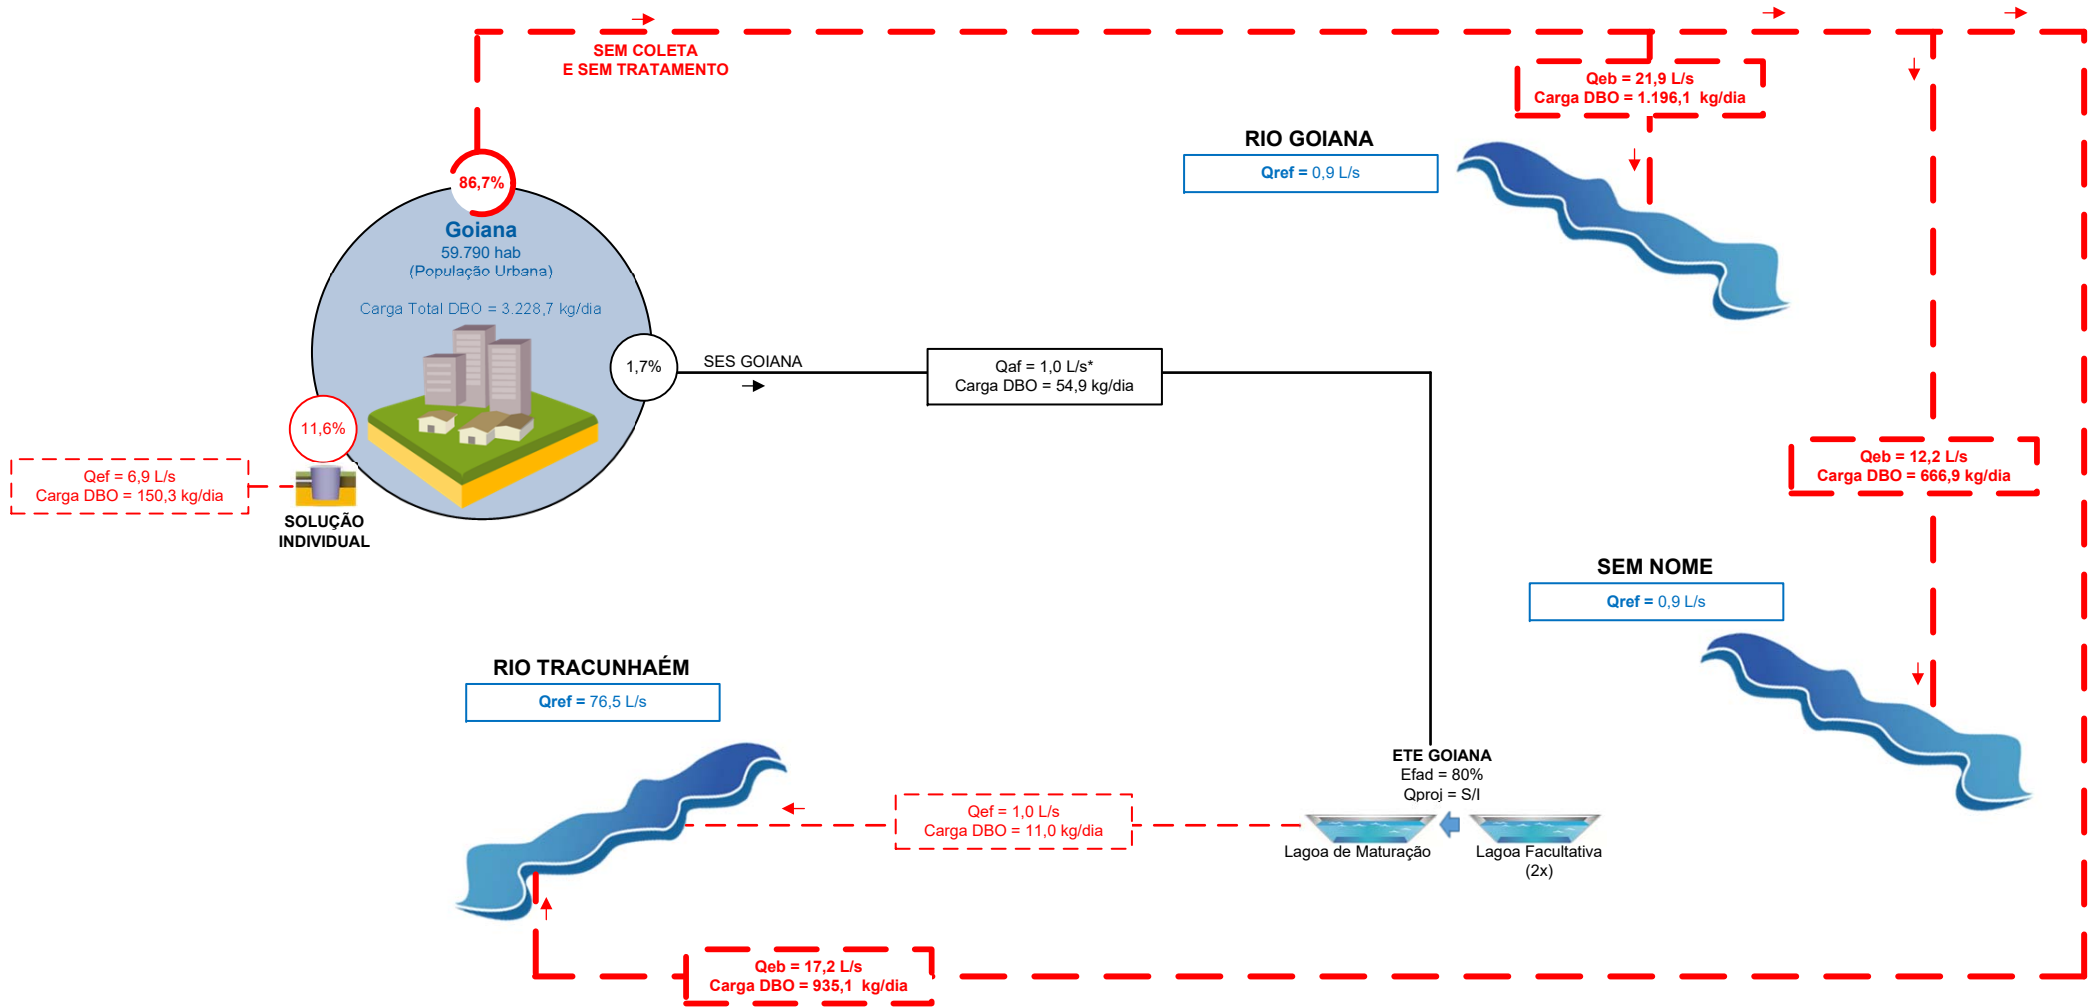 SEM COLETA
E SEM TRATAMENTO
Qeb = 21,9 L/s
Carga DBO = 1.196,1 kg/dia
RIO GOIANA
Qref = 0,9 L/s
86,7%
Goiana
59.790 hab
(População Urbana)
Carga Total DBO = 3.228,7 kg/dia
1,7%
SES GOIANA
Qaf = 1,0 L/s*
Carga DBO = 54,9 kg/dia
11,6%
Qef = 6,9 L/s
Carga DBO = 150,3 kg/dia
SOLUÇÃO
INDIVIDUAL
Qeb = 12,2 L/s
Carga DBO = 666,9 kg/dia
SEM NOME
Qref = 0,9 L/s
RIO TRACUNHAÉM
Qref = 76,5 L/s
ETE GOIANA
Efad = 80%
Qproj = S/I
Qef = 1,0 L/s
Carga DBO = 11,0 kg/dia
Lagoa de Maturação
Lagoa Facultativa
(2x)
Qeb = 17,2 L/s
Carga DBO = 935,1 kg/dia